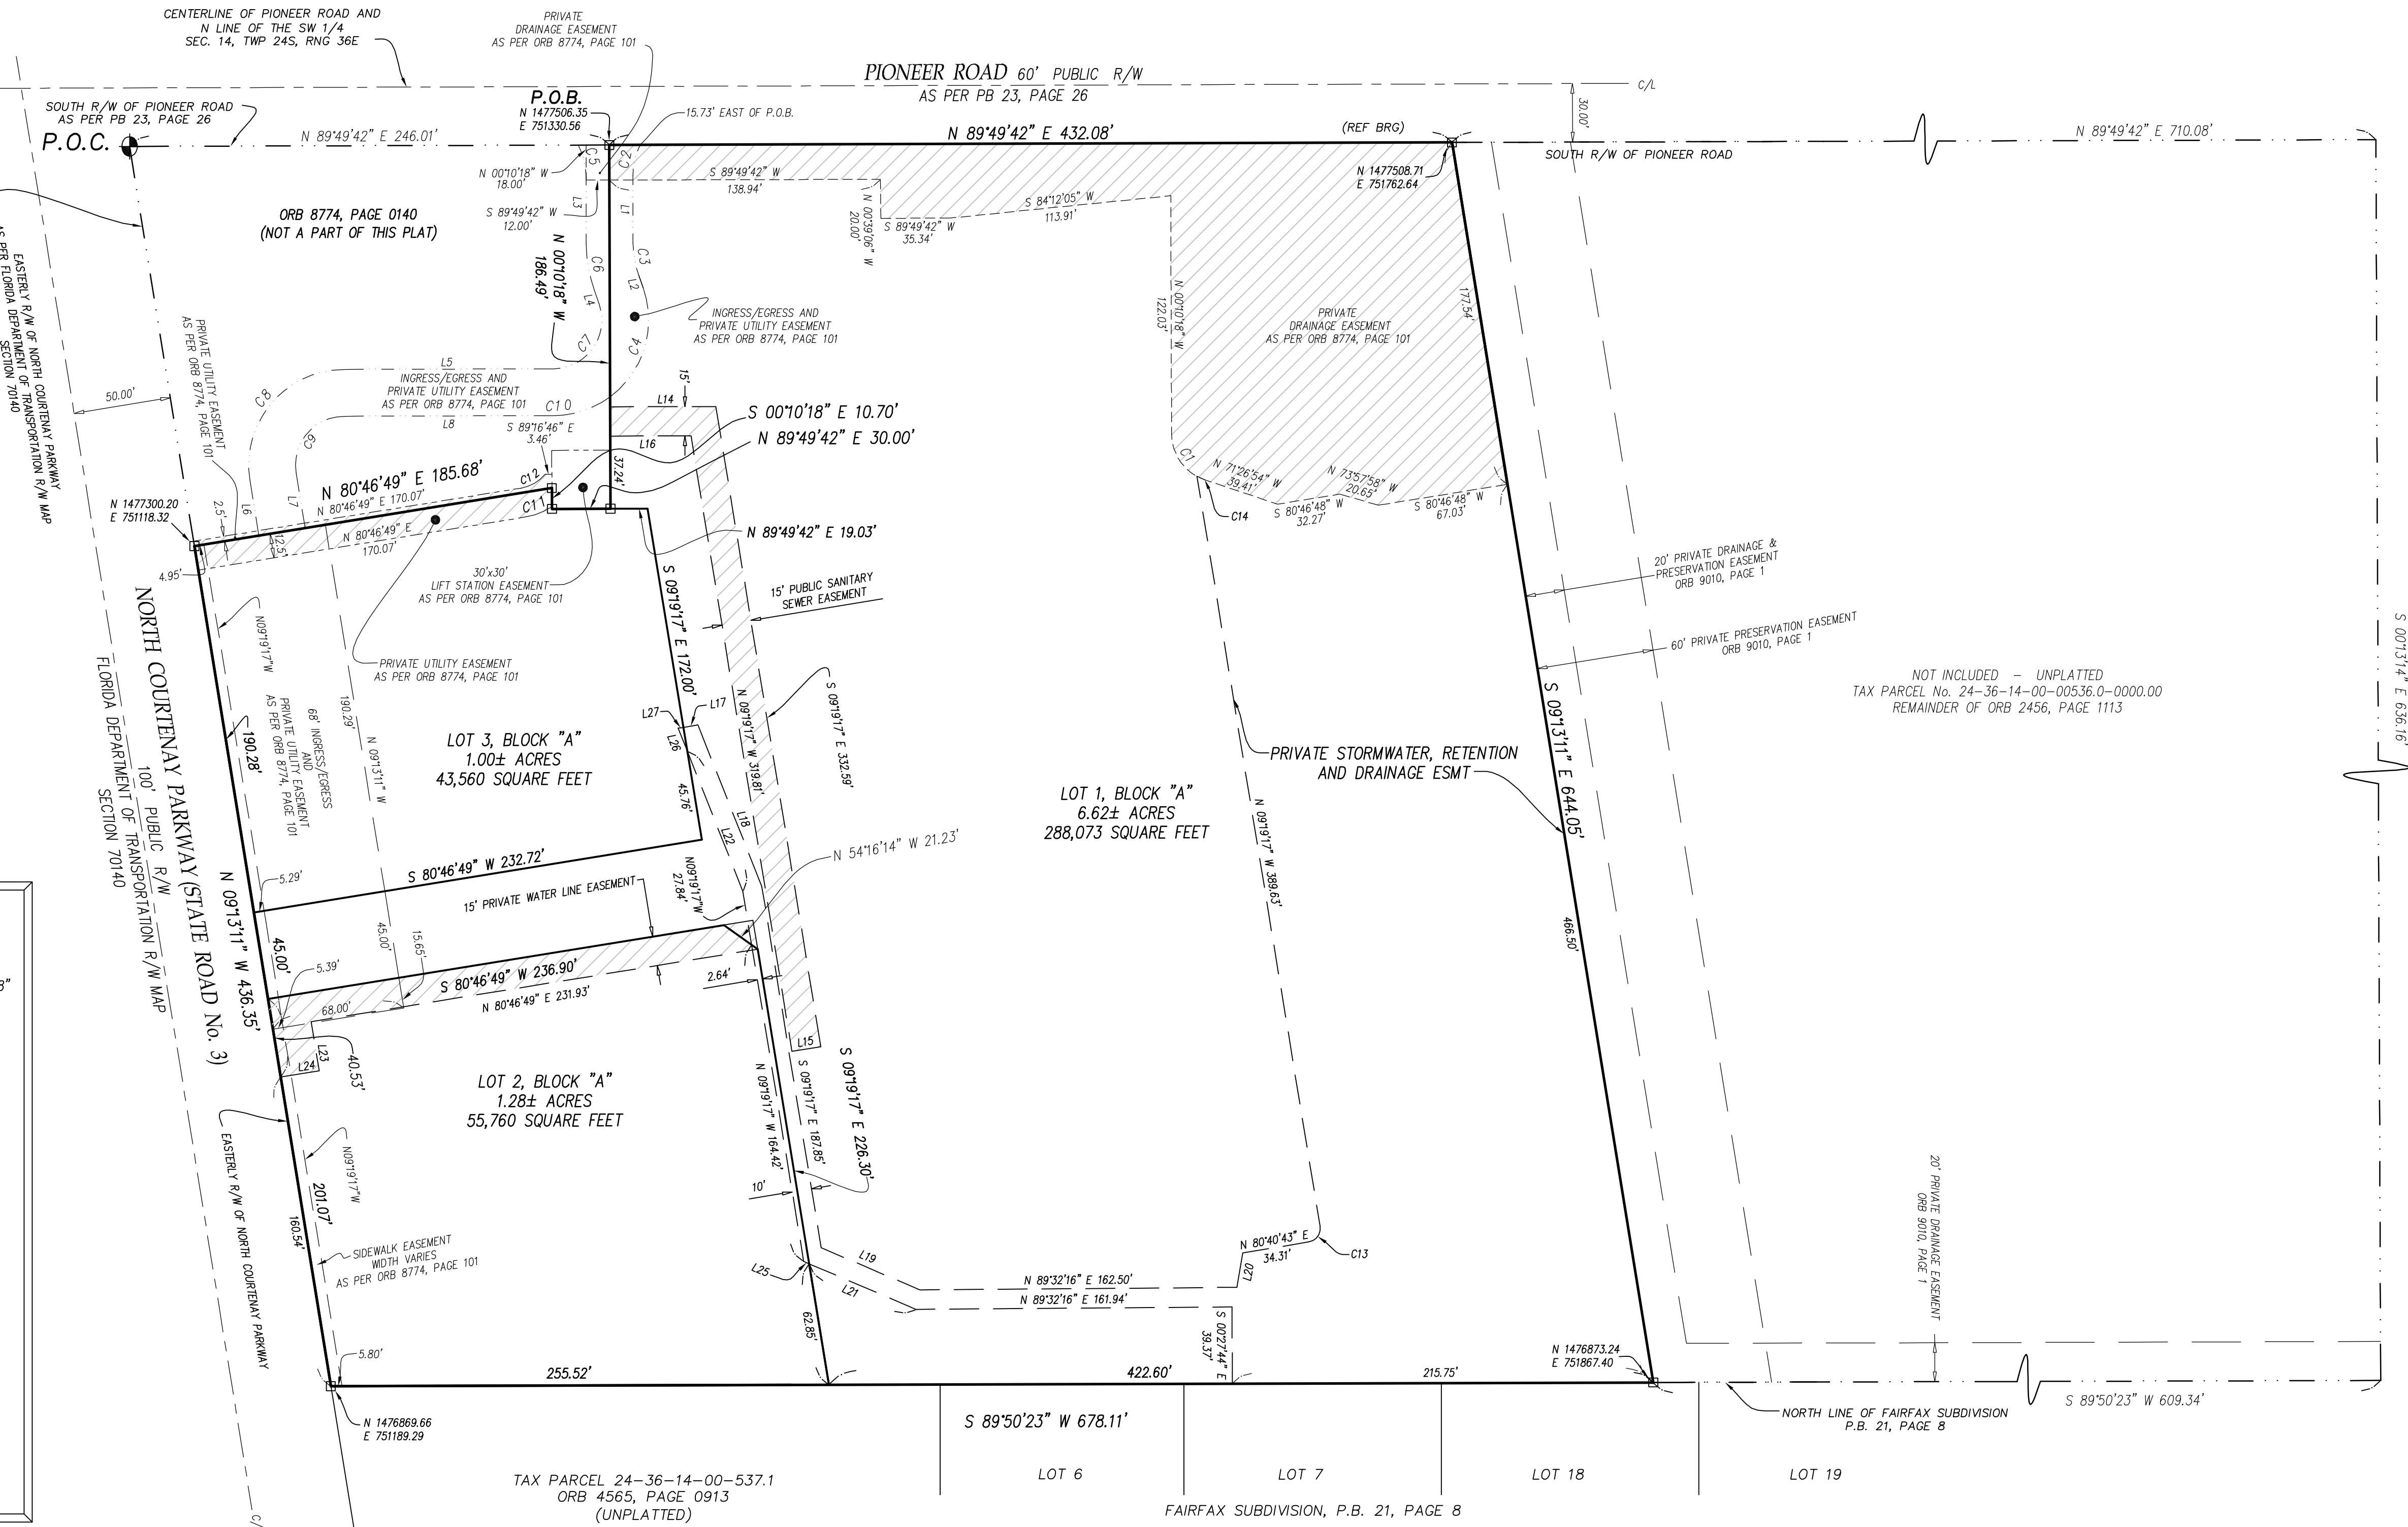 CENTERLINE OF PIONEER ROAD AND
N LINE OF THE SW 1/4
SEC. 14, TWP 24S, RNG 36E
PRIVATE
DRAINAGE EASEMENT
AS PER ORB 8774, PAGE 101
PIONEER ROAD 60' PUBLIC R/W
AS PER PB 23, PAGE 26
C/L
30.00'
SOUTH R/W OF PIONEER ROAD
AS PER PB 23, PAGE 26
P.O.C.
N 89°49'42" E 246.01'
P.O.B.
N 1477506.35
E 751330.56
15.73' EAST OF P.O.B.
N 89°49'42" E 432.08'
(REF BRG)
SOUTH R/W OF PIONEER ROAD
N 89°49'42" E 710.08'
N 1477508.71
E 751762.64
N 00°10'18" W
18.00'
C5
C2
S 89°49'42" W
138.94'
S 89°49'42" W
12.00'
L3
L1
N 00°39'06" W
20.00'
S 89°49'42" W
35.34'
S 84°12'05" W
113.91'
ORB 8774, PAGE 0140
(NOT A PART OF THIS PLAT)
N 00°10'18" W
186.49'
C6
C3
L4
L2
C7
C4
INGRESS/EGRESS AND
PRIVATE UTILITY EASEMENT
AS PER ORB 8774, PAGE 101
N 00°10'18" W
122.03'
PRIVATE
DRAINAGE EASEMENT
AS PER ORB 8774, PAGE 101
177.54'
EASTERLY R/W OF NORTH COURTENAY PARKWAY
AS PER FLORIDA DEPARTMENT OF TRANSPORTATION R/W MAP
SECTION 70140
50.00'
PRIVATE UTILITY EASEMENT
AS PER ORB 8774, PAGE 101
L5
INGRESS/EGRESS AND
PRIVATE UTILITY EASEMENT
AS PER ORB 8774, PAGE 101
C10
L8
C8
C9
S 89°16'46" E
3.46'
15'
L14
L16
S 00°10'18" E 10.70'
N 89°49'42" E 30.00'
37.24'
C1
N 71°26'54" W
39.41'
N 73°57'58" W
20.65'
S 80°46'48" W
32.27'
S 80°46'48" W
67.03'
C14
N 1477300.20
E 751118.32
2.5'
L6
L7
N 80°46'49" E 185.68'
N 80°46'49" E 170.07'
C12
C11
N 80°46'49" E
170.07'
12.5'
4.95'
N 89°49'42" E 19.03'
30'x30'
LIFT STATION EASEMENT
AS PER ORB 8774, PAGE 101
15' PUBLIC SANITARY
SEWER EASEMENT
20' PRIVATE DRAINAGE &
PRESERVATION EASEMENT
ORB 9010, PAGE 1
60' PRIVATE PRESERVATION EASEMENT
ORB 9010, PAGE 1
S 00°13'14" E 636.16'
NORTH COURTENAY PARKWAY (STATE ROAD No. 3)
100' PUBLIC R/W
FLORIDA DEPARTMENT OF TRANSPORTATION R/W MAP
SECTION 70140
N09°19'17"W
PRIVATE UTILITY EASEMENT
AS PER ORB 8774, PAGE 101
S 09°19'17" E 172.00'
190.28'
68' INGRESS/EGRESS
AND
PRIVATE UTILITY EASEMENT
AS PER ORB 8774, PAGE 101
190.29'
N 09°13'11" W
NOT INCLUDED - UNPLATTED
TAX PARCEL No. 24-36-14-00-00536.0-0000.00
REMAINDER OF ORB 2456, PAGE 1113
L27
L17
L26
N 09°19'17" W 319.81'
S 09°19'17" E 332.59'
LOT 3, BLOCK "A"
1.00± ACRES
43,560 SQUARE FEET
45.76'
L18
L22
PRIVATE STORMWATER, RETENTION
AND DRAINAGE ESMT
S 09°13'11" E 644.05'
LOT 1, BLOCK "A"
6.62± ACRES
288,073 SQUARE FEET
N 09°19'17" W 389.63'
N 54°16'14" W 21.23'
S 80°46'49" W 232.72'
5.29'
15' PRIVATE WATER LINE EASEMENT
N09°19'17"W
27.84'
466.50'
N 09°13'11" W 436.35'
45.00'
45.00'
15.65'
5.39'
S 80°46'49" W 236.90'
68.00'
N 80°46'49" E 231.93'
2.64'
L15
L23
L24
40.53'
LOT 2, BLOCK "A"
1.28± ACRES
55,760 SQUARE FEET
N 09°19'17" W 164.42'
S 09°19'17" E 187.85'
S 09°19'17" E 226.30'
EASTERLY R/W OF NORTH COURTENAY PARKWAY
N09°19'17"W
201.07'
160.54'
10'
SIDEWALK EASEMENT
WIDTH VARIES
AS PER ORB 8774, PAGE 101
L25
L19
L21
N 80°40'43" E
34.31'
C13
L20
N 89°32'16" E 162.50'
N 89°32'16" E 161.94'
62.85'
S 00°27'44" E
39.37'
20' PRIVATE DRAINAGE EASEMENT
ORB 9010, PAGE 1
5.80'
255.52'
422.60'
215.75'
N 1476873.24
E 751867.40
S 89°50'23" W 609.34'
N 1476869.66
E 751189.29
S 89°50'23" W 678.11'
NORTH LINE OF FAIRFAX SUBDIVISION
P.B. 21, PAGE 8
TAX PARCEL 24-36-14-00-537.1
ORB 4565, PAGE 0913
(UNPLATTED)
LOT 6
LOT 7
LOT 18
LOT 19
FAIRFAX SUBDIVISION, P.B. 21, PAGE 8